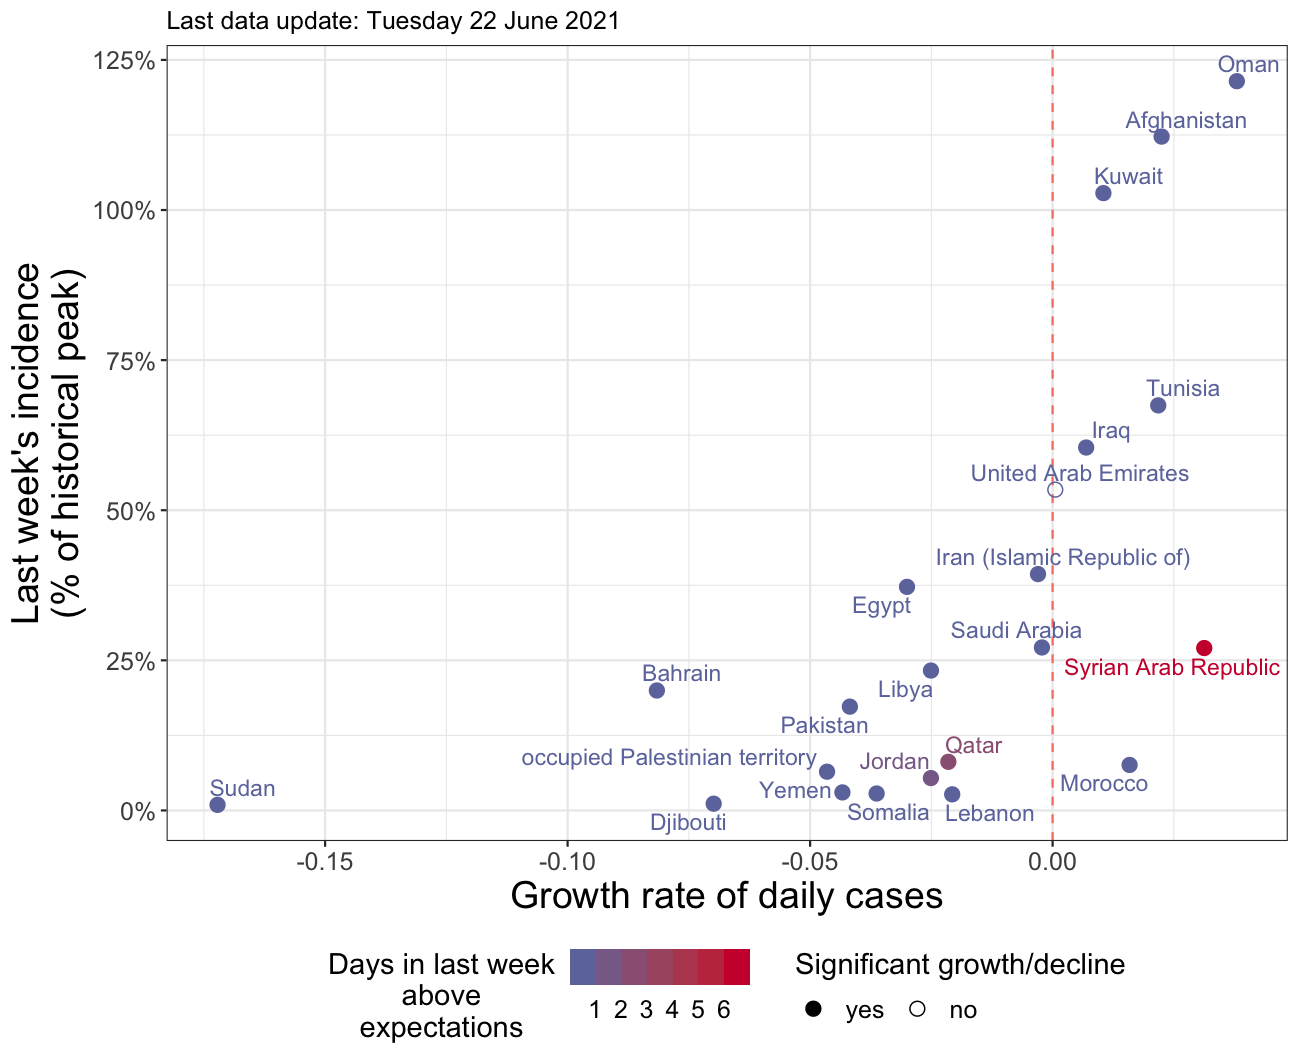 Last data update: Tuesday 22 June 2021
125%
100%
75%
50%
25%
0%
Last week's incidence
(% of historical peak)
Oman
Afghanistan
Kuwait
Tunisia
Iraq
United Arab Emirates
Iran (Islamic Republic of)
Egypt
Saudi Arabia
Syrian Arab Republic
Bahrain
Libya
Pakistan
Qatar
occupied Palestinian territory
Jordan
Morocco
Sudan
Yemen
Somalia
Lebanon
Djibouti
-0.15
-0.10
-0.05
0.00
Growth rate of daily cases
Days in last week
above
expectations
1 2 3 4 5 6
Significant growth/decline
yes
no